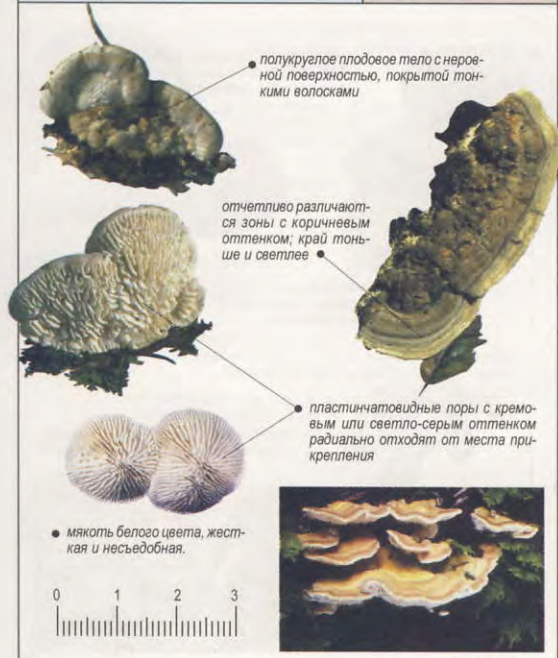 полукруглое плодовое тело с неров-
ной поверхностью, покрытой тон-
кими волосками
отчетливо различают-
ся зоны с коричневым
оттенком; край тонь-
ше и светлее
пластинчатовидные поры с кремо-
вым или светло-серым оттенком
радиально отходят от места при-
крепления
мякоть белого цвета, жест-
кая и несъедобная.
0 1 2 3